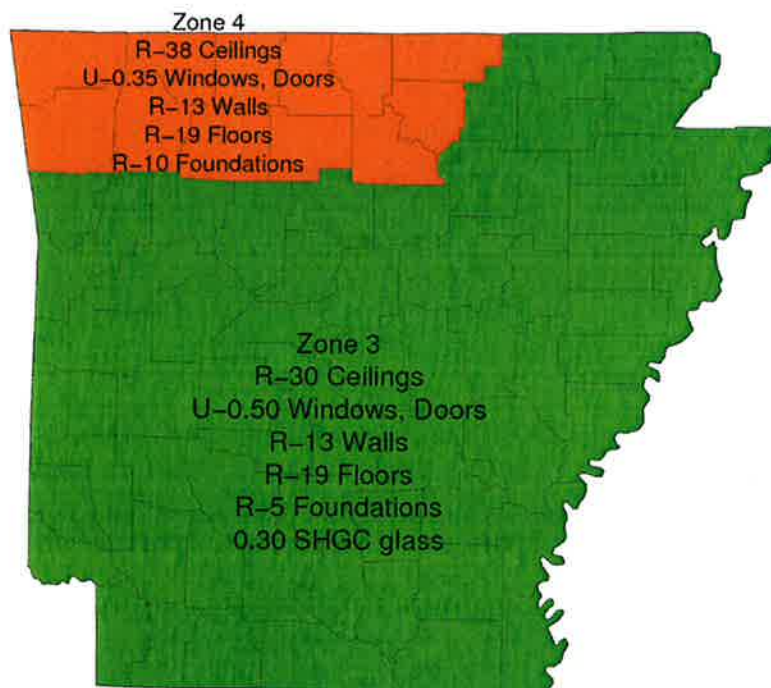 Zone 4
R-38 Ceilings
U-0.35 Windows, Doors
R-13 Walls
R-19 Floors
R-10 Foundations
Zone 3
R-30 Ceilings
U-0.50 Windows, Doors
R-13 Walls
R-19 Floors
R-5 Foundations
0.30 SHGC glass